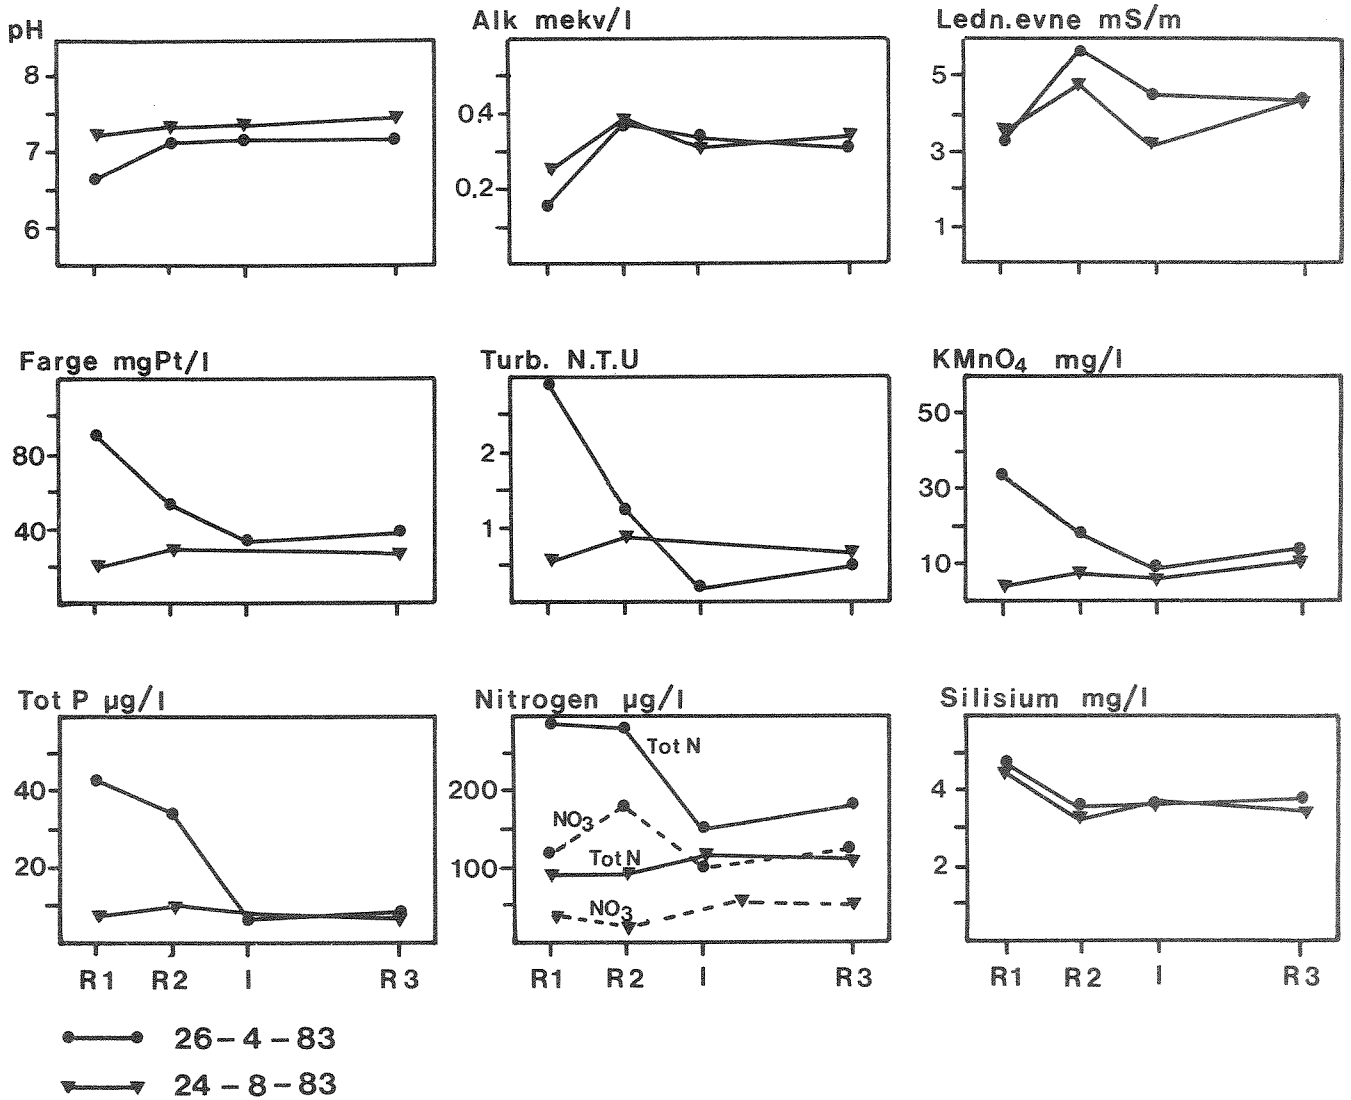 pH
8
7
6
Alk mekv/l
0.4
0.2
Ledn.evne mS/m
5
3
1
Farge mgPt/l
80
40
Turb. N.T.U
2
1
KMnO4 mg/l
50
30
10
Tot P µg/l
40
20
R1 R2 I R3
Nitrogen µg/l
200
100
Tot N
NO3
Tot N
NO3
R1 R2 I R3
Silisium mg/l
4
2
R1 R2 I R3
26-4-83
24-8-83